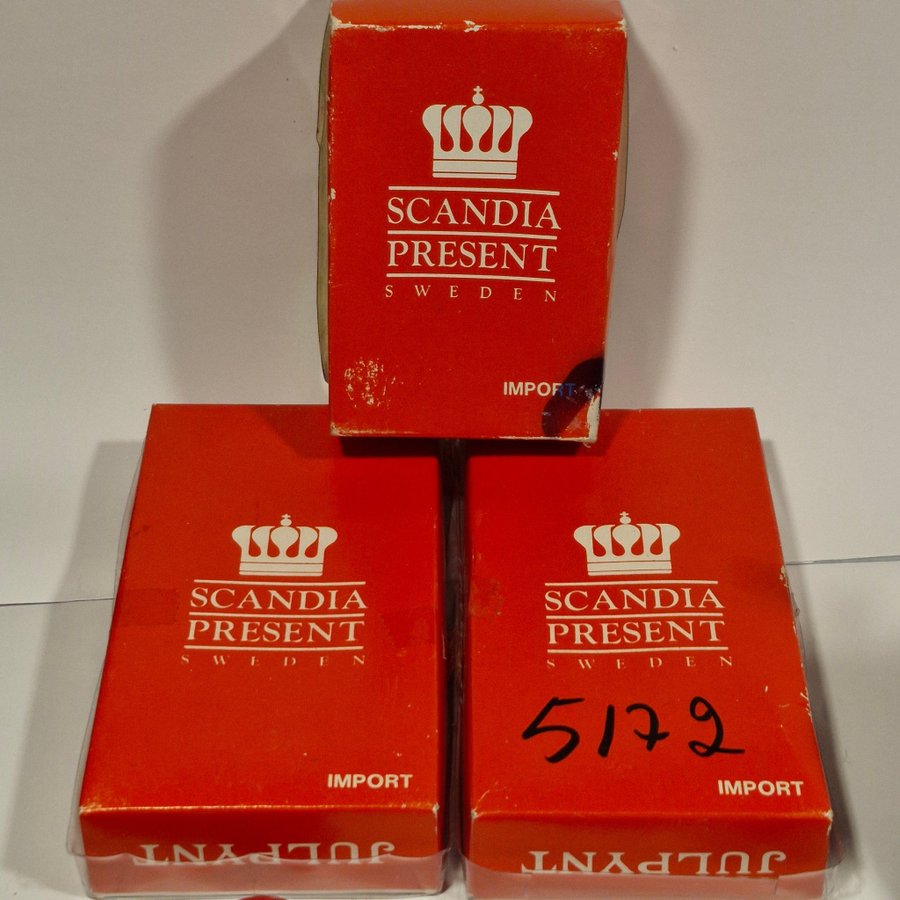 SCANDIA
PRESENT
SWEDEN
IMPORT
SCANDIA
PRESENT
SWEDEN
IMPORT
JULPYNT
SCANDIA
PRESENT
SWEDEN
5172
IMPORT
JULPYNT